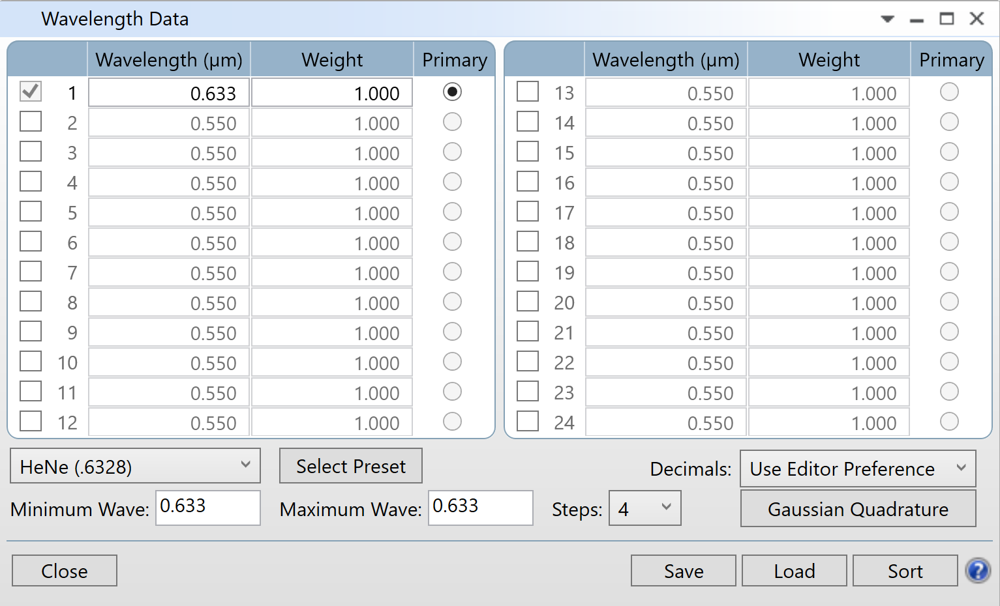 Wavelength Data
Wavelength (µm) Weight Primary Wavelength (µm) Weight Primary
1 0.633 1.000 13 0.550 1.000
2 0.550 1.000 14 0.550 1.000
3 0.550 1.000 15 0.550 1.000
4 0.550 1.000 16 0.550 1.000
5 0.550 1.000 17 0.550 1.000
6 0.550 1.000 18 0.550 1.000
7 0.550 1.000 19 0.550 1.000
8 0.550 1.000 20 0.550 1.000
9 0.550 1.000 21 0.550 1.000
10 0.550 1.000 22 0.550 1.000
11 0.550 1.000 23 0.550 1.000
12 0.550 1.000 24 0.550 1.000
HeNe (.6328) Select Preset Decimals: Use Editor Preference
Minimum Wave: 0.633 Maximum Wave: 0.633 Steps: 4 Gaussian Quadrature
Close Save Load Sort ?